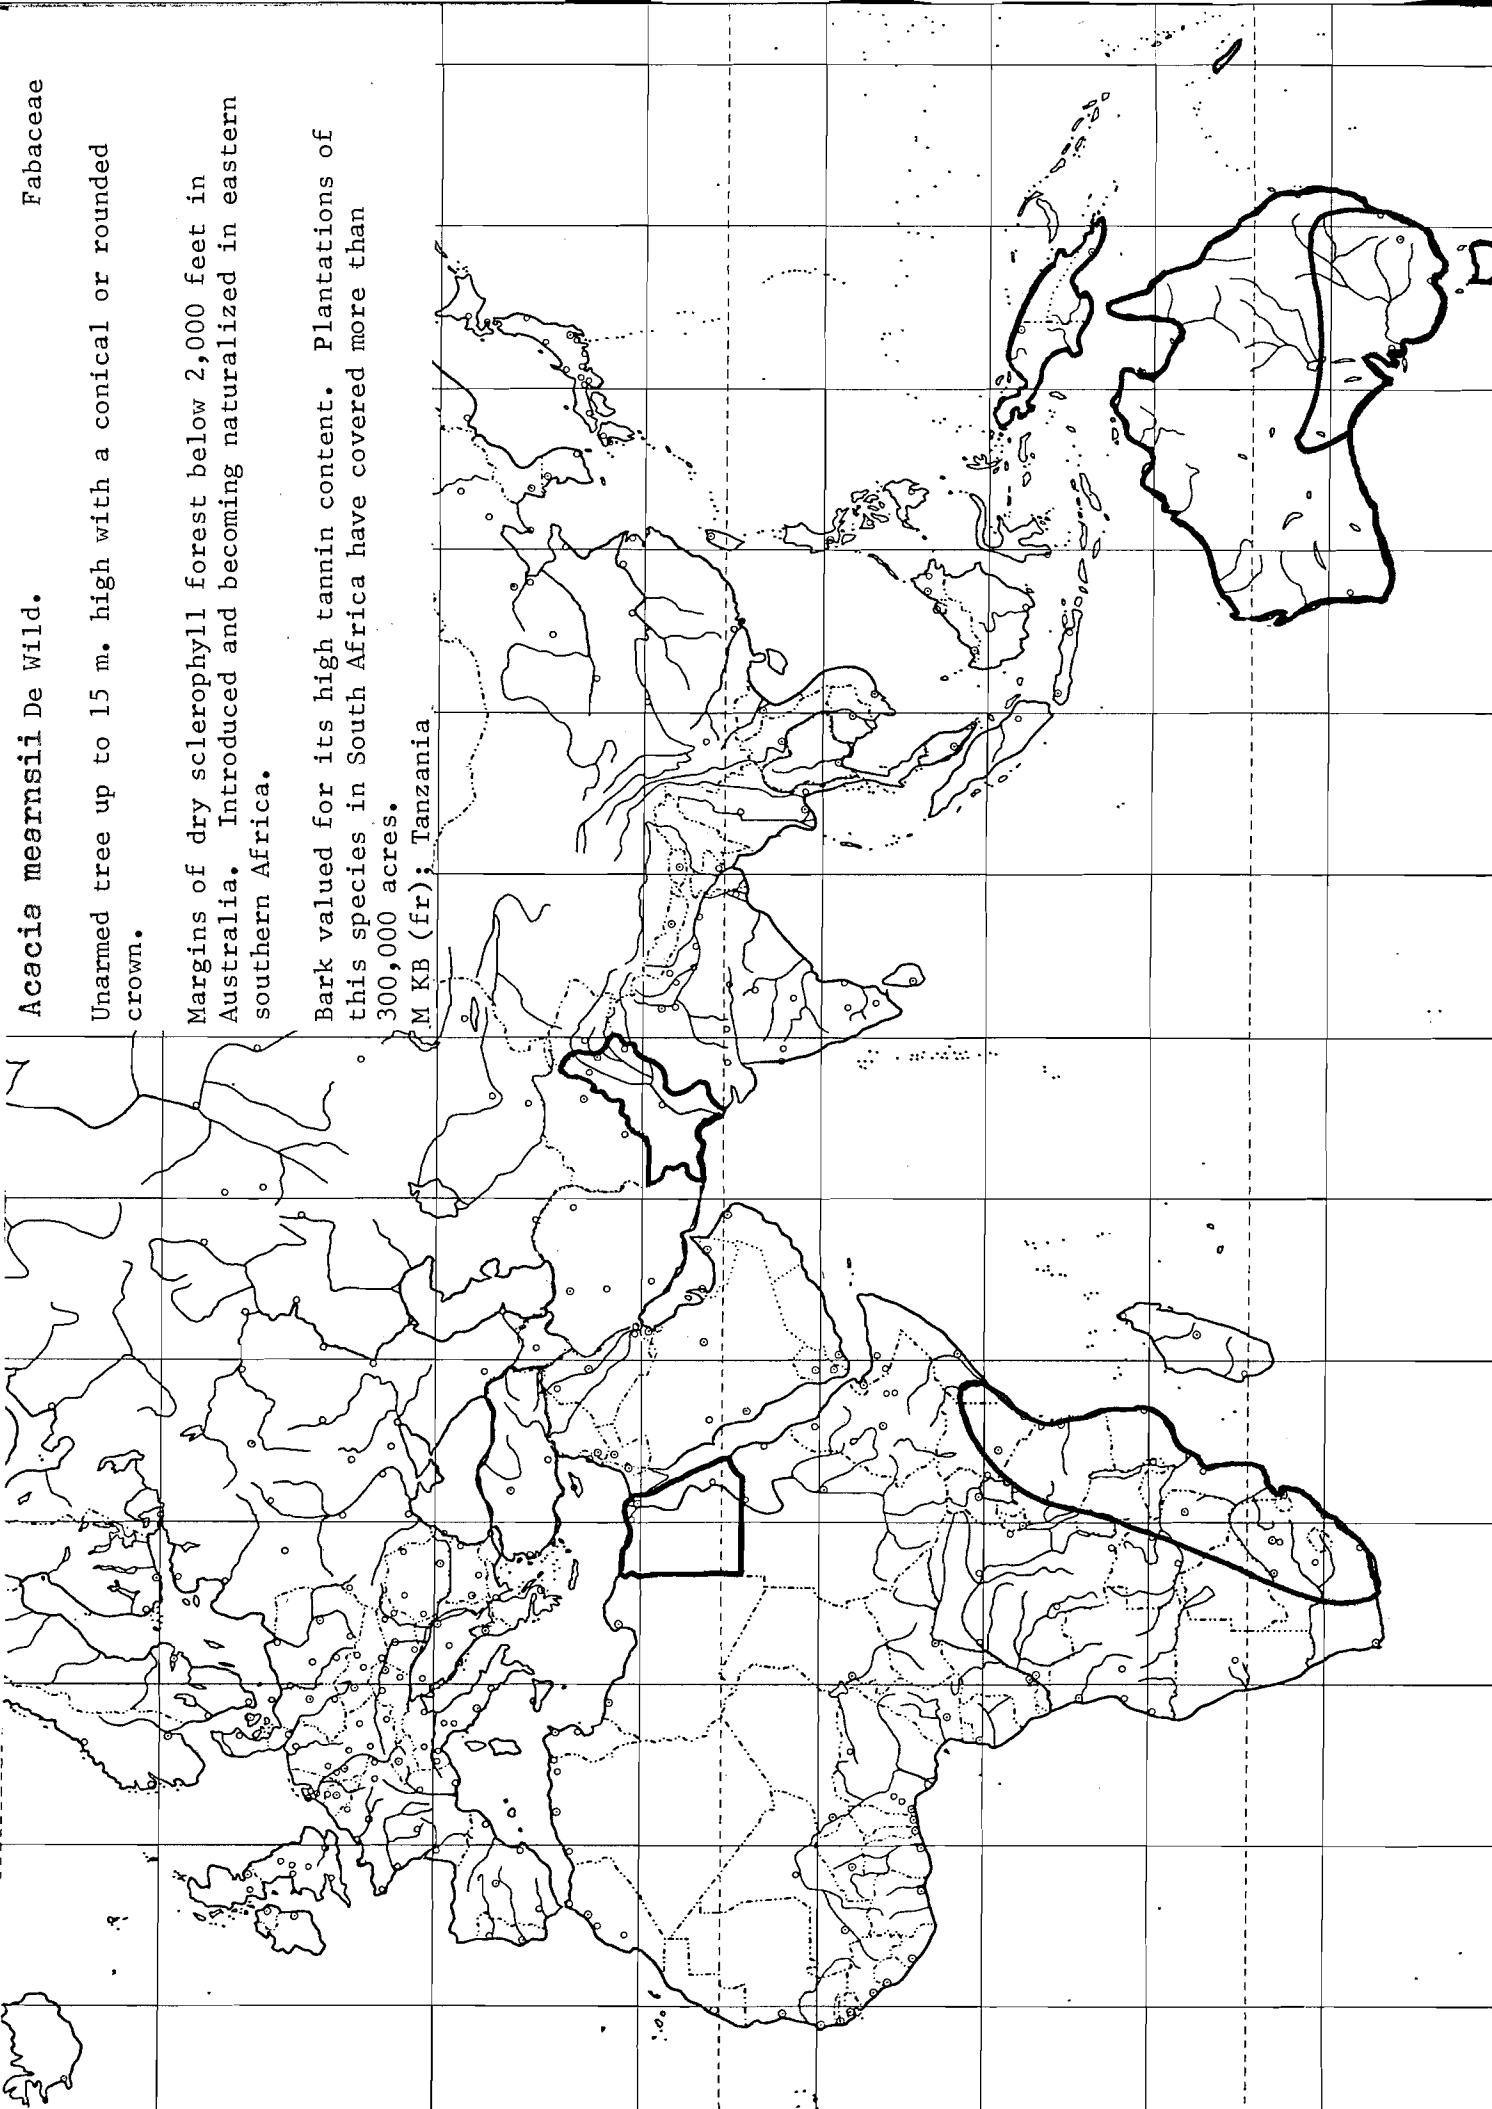 Acacia mearnsii De Wild. Fabaceae
Unarmed tree up to 15 m. high with a conical or rounded
crown.
Margins of dry sclerophyll forest below 2,000 feet in
Australia. Introduced and becoming naturalized in eastern
southern Africa.
Bark valued for its high tannin content. Plantations of
this species in South Africa have covered more than
300,000 acres.
M KB (fr); Tanzania